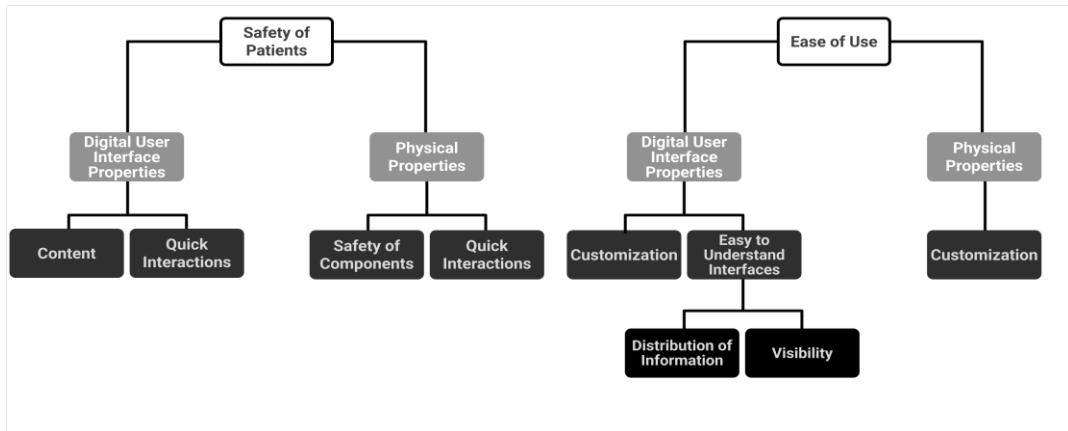 Safety of
Patients
Ease of Use
Digital User
Interface
Properties
Physical
Properties
Digital User
Interface
Properties
Physical
Properties
Content
Quick
Interactions
Safety of
Components
Quick
Interactions
Customization
Easy to
Understand
Interfaces
Customization
Distribution of
Information
Visibility